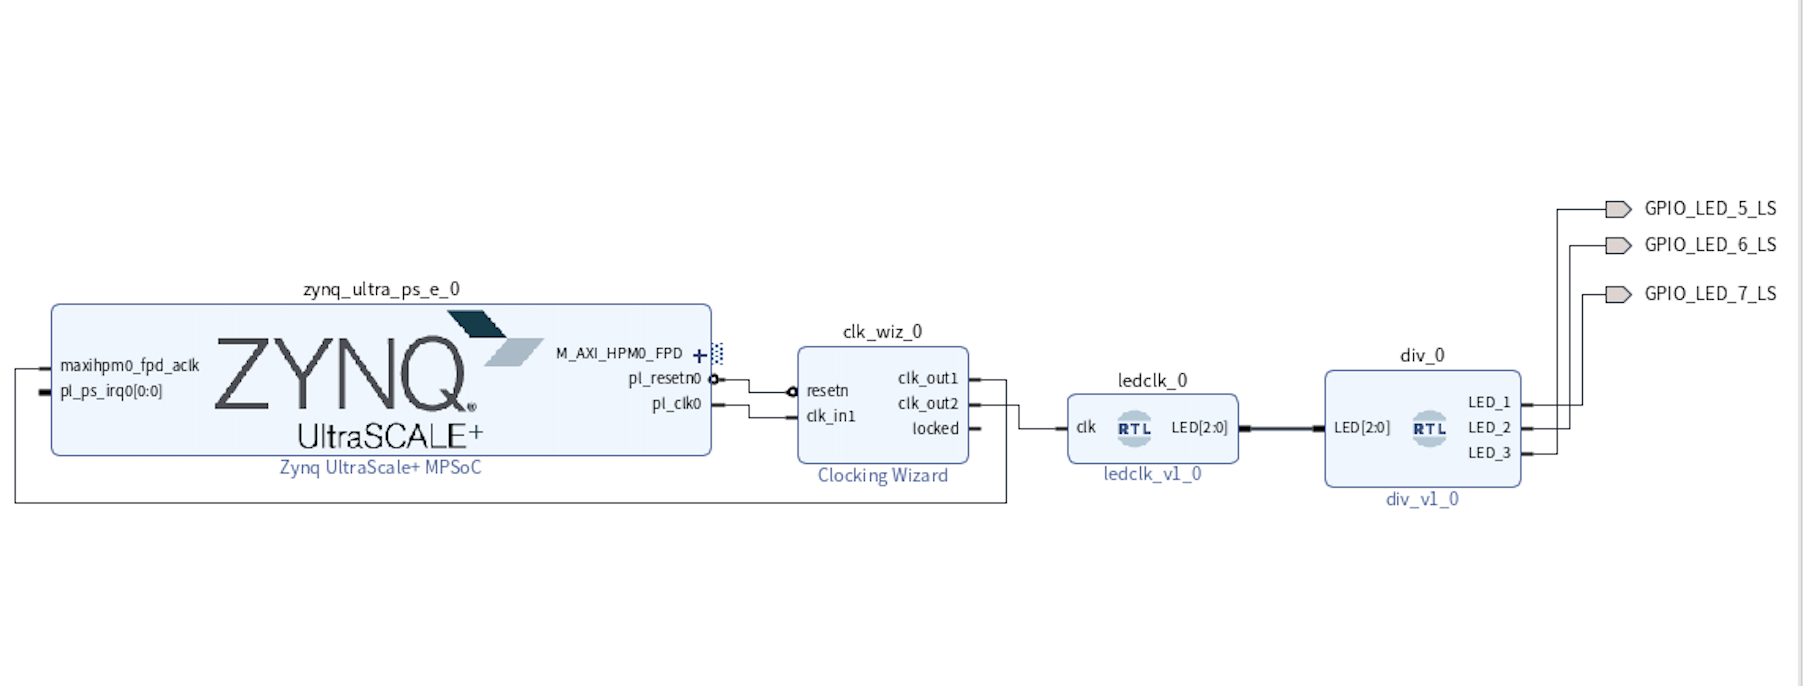 GPIO_LED_5_LS
GPIO_LED_6_LS
GPIO_LED_7_LS
zynq_ultra_ps_e_0
maxihpm0_fpd_aclk
pl_ps_irq0[0:0]
ZYNQ
UltraSCALE+
M_AXI_HPM0_FPD
pl_resetn0
pl_clk0
Zynq UltraScale+ MPSoC
clk_wiz_0
resetn
clk_in1
clk_out1
clk_out2
locked
Clocking Wizard
ledclk_0
clk
RTL
LED[2:0]
ledclk_v1_0
div_0
LED[2:0]
RTL
LED_1
LED_2
LED_3
div_v1_0